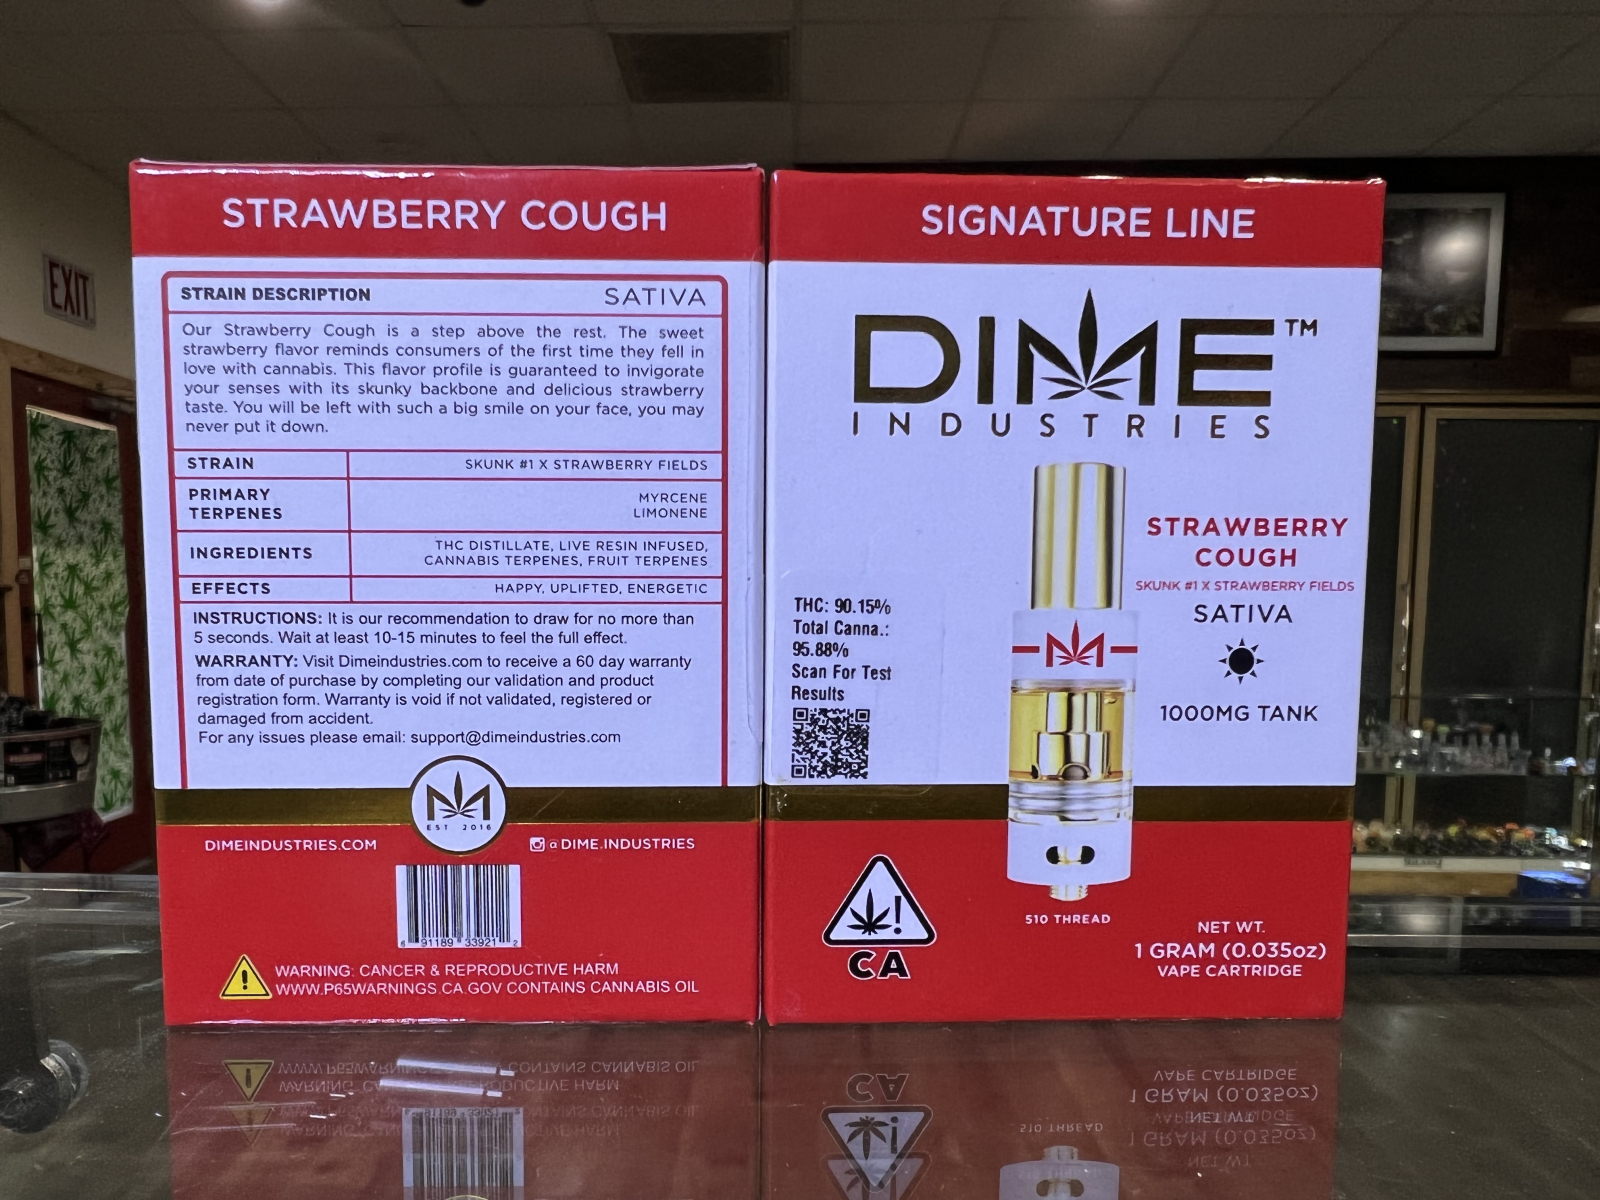 EXIT
STRAWBERRY COUGH
STRAIN DESCRIPTION
SATIVA
Our Strawberry Cough is a step above the rest. The sweet
strawberry flavor reminds consumers of the first time they fell in
love with cannabis. This flavor profile is guaranteed to invigorate
your senses with its skunky backbone and delicious strawberry
taste. You will be left with such a big smile on your face, you may
never put it down.
STRAIN
SKUNK #1 X STRAWBERRY FIELDS
PRIMARY
TERPENES
MYRCENE
LIMONENE
INGREDIENTS
THC DISTILLATE, LIVE RESIN INFUSED,
CANNABIS TERPENES, FRUIT TERPENES
EFFECTS
HAPPY, UPLIFTED, ENERGETIC
INSTRUCTIONS: It is our recommendation to draw for no more than
5 seconds. Wait at least 10-15 minutes to feel the full effect.
WARRANTY: Visit Dimeindustries.com to receive a 60 day warranty
from date of purchase by completing our validation and product
registration form. Warranty is void if not validated, registered or
damaged from accident.
For any issues please email: support@dimeindustries.com
M
EST 2016
DIMEINDUSTRIES.COM
@DIME.INDUSTRIES
6 91189 33921 2
WARNING: CANCER & REPRODUCTIVE HARM
WWW.P65WARNINGS.CA.GOV CONTAINS CANNABIS OIL
SIGNATURE LINE
DIME™
INDUSTRIES
STRAWBERRY
COUGH
SKUNK #1 X STRAWBERRY FIELDS
SATIVA
1000MG TANK
THC: 90.15%
Total Canna.:
95.88%
Scan For Test
Results
M
510 THREAD
!
CA
NET WT.
1 GRAM (0.035oz)
VAPE CARTRIDGE